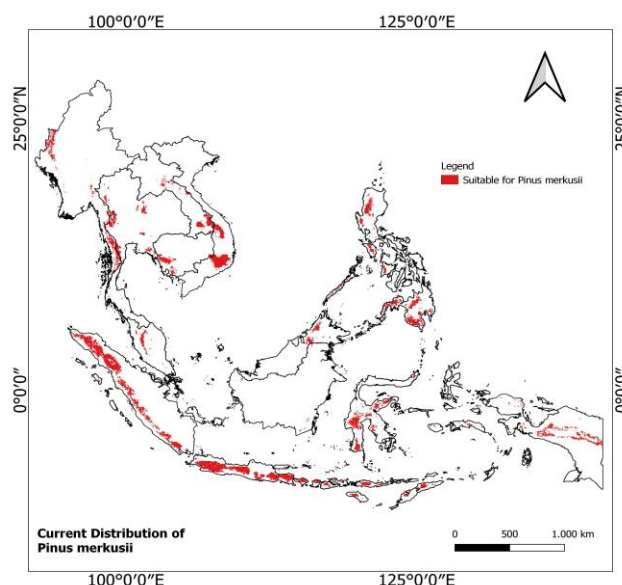 100°0'0"E 125°0'0"E
25°0'0"N 25°0'0"N
Legend
Suitable for Pinus merkusii
0°0'0" 0°0'0"
Current Distribution of
Pinus merkusii
0 500 1.000 km
100°0'0"E 125°0'0"E